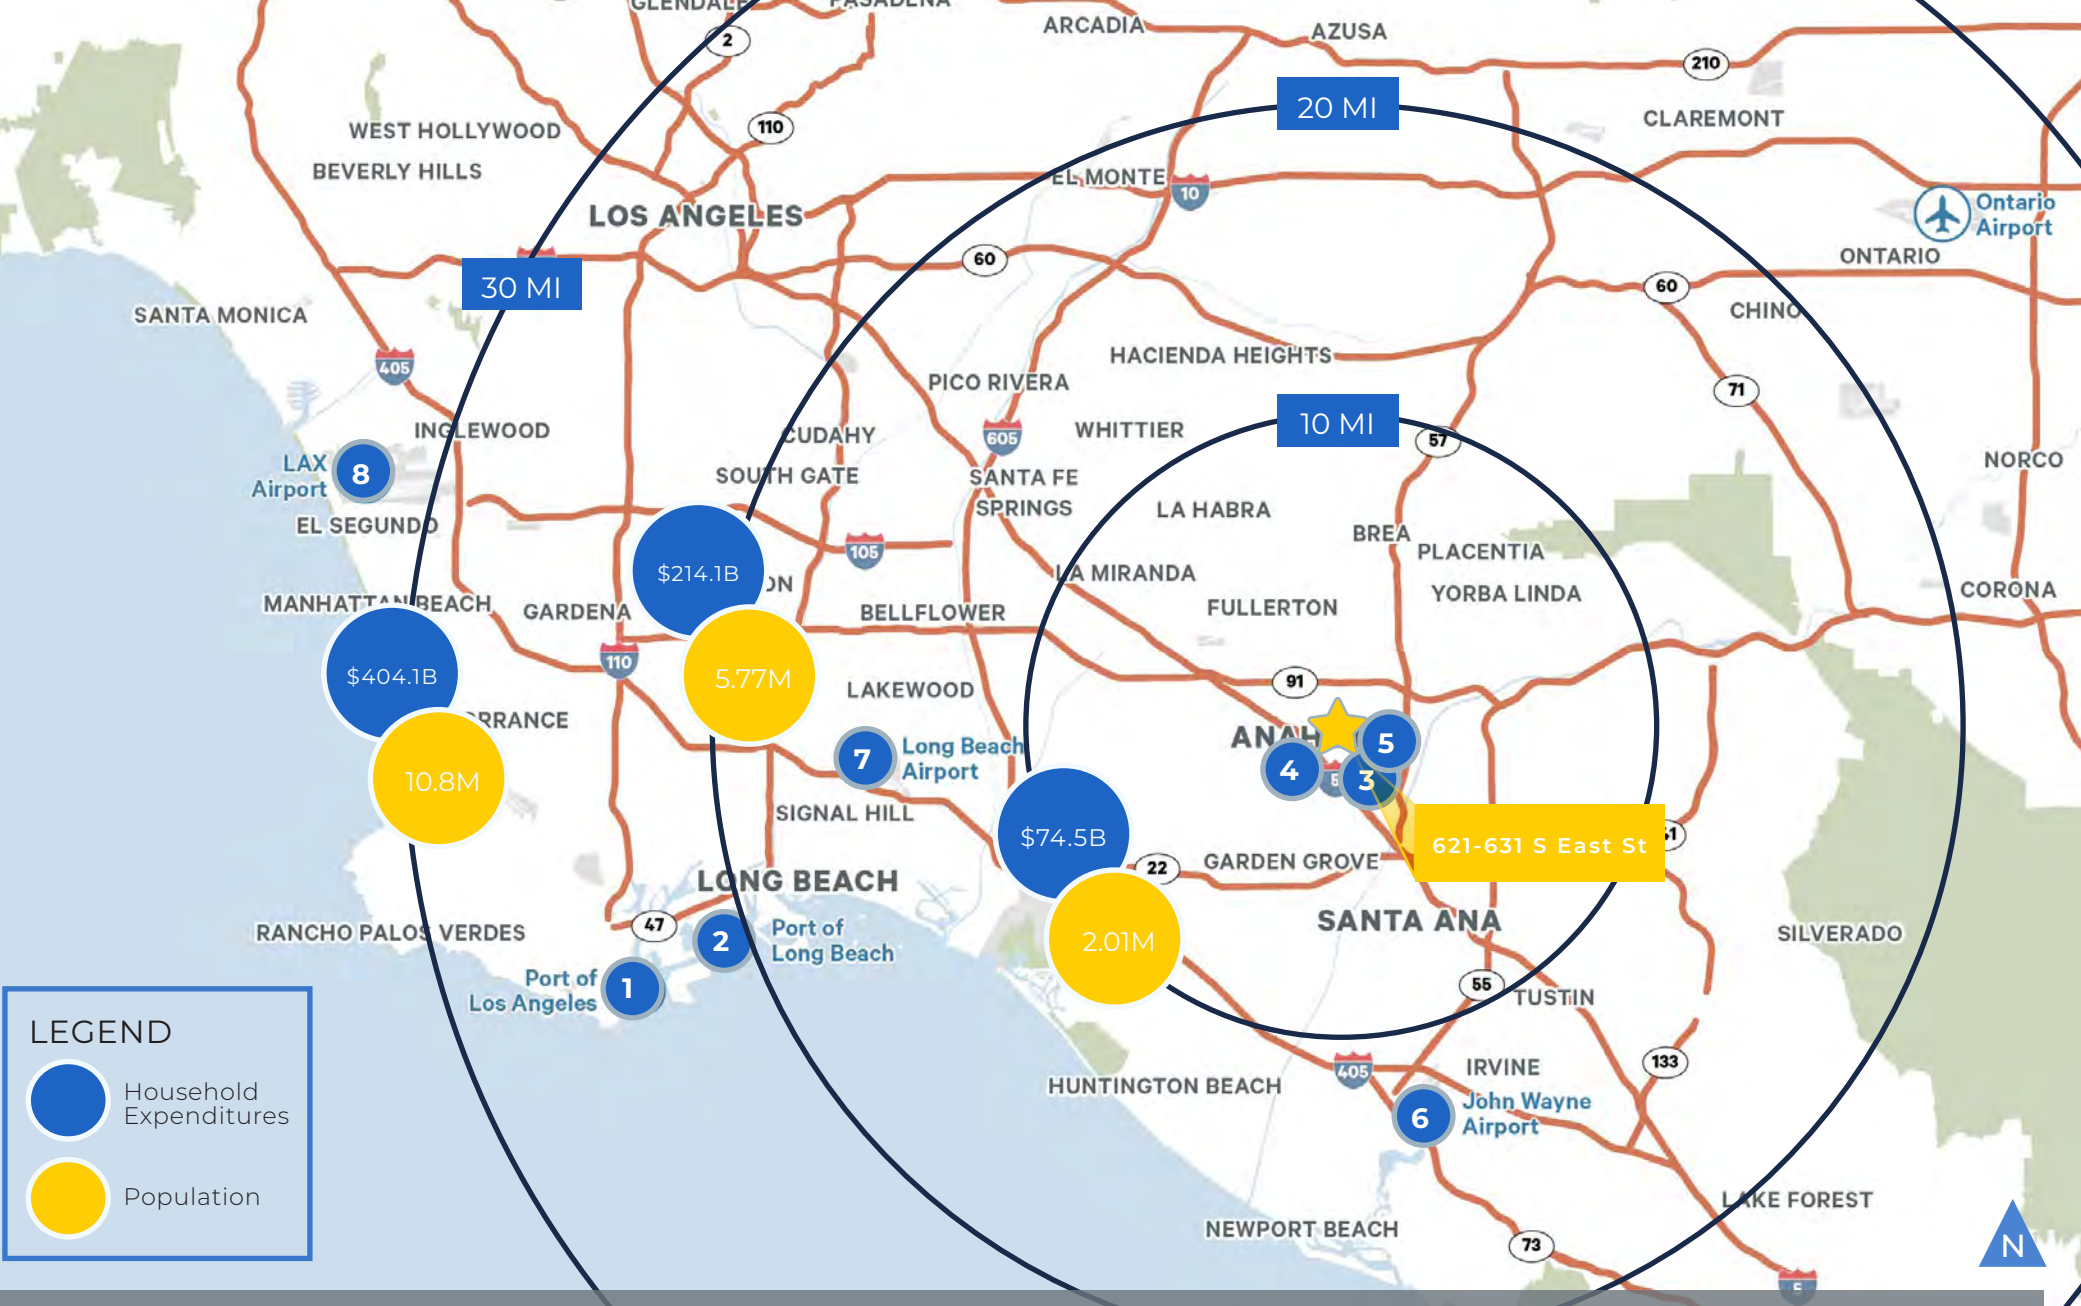 GLENDALE
PASADENA
ARCADIA
AZUSA
2
210
20 MI
110
CLAREMONT
WEST HOLLYWOOD
BEVERLY HILLS
EL MONTE
10
LOS ANGELES
Ontario
Airport
60
ONTARIO
30 MI
60
CHINO
SANTA MONICA
405
HACIENDA HEIGHTS
PICO RIVERA
71
10 MI
INGLEWOOD
CUDAHY
605
WHITTIER
57
LAX
Airport
8
SOUTH GATE
SANTA FE
SPRINGS
NORCO
EL SEGUNDO
LA HABRA
BREA
PLACENTIA
105
$214.1B
ON
LA MIRANDA
YORBA LINDA
CORONA
MANHATTAN BEACH
GARDENA
BELLFLOWER
FULLERTON
110
$404.1B
5.77M
LAKEWOOD
91
ORRANCE
ANAH
5
7
Long Beach
Airport
4
5
3
10.8M
SIGNAL HILL
$74.5B
621-631 S East St
22
GARDEN GROVE
LONG BEACH
SANTA ANA
47
2
Port of
Long Beach
2.01M
RANCHO PALOS VERDES
SILVERADO
Port of
Los Angeles
1
55
TUSTIN
LEGEND
Household
Expenditures
Population
133
405
IRVINE
HUNTINGTON BEACH
6
John Wayne
Airport
LAKE FOREST
NEWPORT BEACH
73
N
5